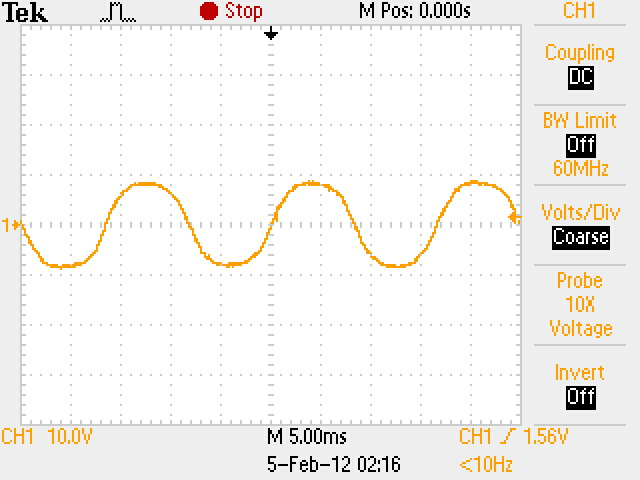 Tek Stop M Pos: 0.000s CH1
Coupling
DC
BW Limit
Off
60MHz
Volts/Div
Coarse
Probe
10X
Voltage
Invert
Off
1
CH1 10.0V M 5.00ms CH1 1.56V
5-Feb-12 02:16 <10Hz